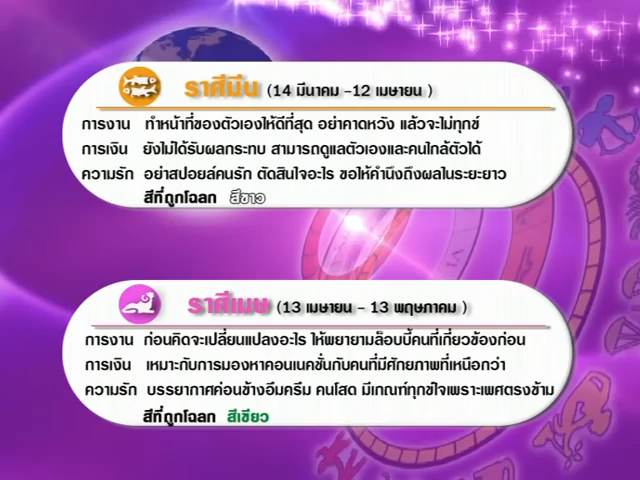 ราศีมีน (14 มีนาคม -12 เมษายน )
การงาน ทำหน้าที่ของตัวเองให้ดีที่สุด อย่าคาดหวัง แล้วจะไม่ทุกข์
การเงิน ยังไม่ได้รับผลกระทบ สามารถดูแลตัวเองและคนใกล้ตัวได้
ความรัก อย่าสปอยล์คนรัก ตัดสินใจอะไร ขอให้คำนึงถึงผลในระยะยาว
สีที่ถูกโฉลก สีขาว
ราศีเมษ (13 เมษายน - 13 พฤษภาคม )
การงาน ก่อนคิดจะเปลี่ยนแปลงอะไร ให้พยายามล็อบบี้คนที่เกี่ยวข้องก่อน
การเงิน เหมาะกับการมองหาคอนเนคชั่นกับคนที่มีศักยภาพที่เหนือกว่า
ความรัก บรรยากาศค่อนข้างอึมครึม คนโสด มีเกณฑ์ทุกข์ใจเพราะเพศตรงข้าม
สีที่ถูกโฉลก สีเขียว